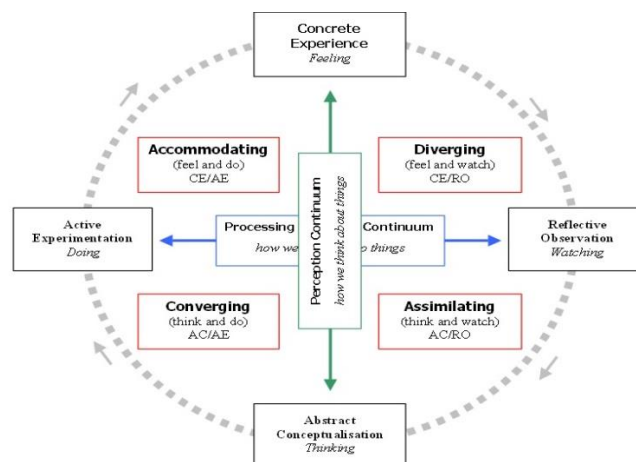 Concrete
Experience
Feeling
Accommodating
(feel and do)
CE/AE
Diverging
(feel and watch)
CE/RO
Active
Experimentation
Doing
Processing Continuum
how we o things
Perception Continuum
how we think about things
Reflective
Observation
Watching
Converging
(think and do)
AC/AE
Assimilating
(think and watch)
AC/RO
Abstract
Conceptualisation
Thinking